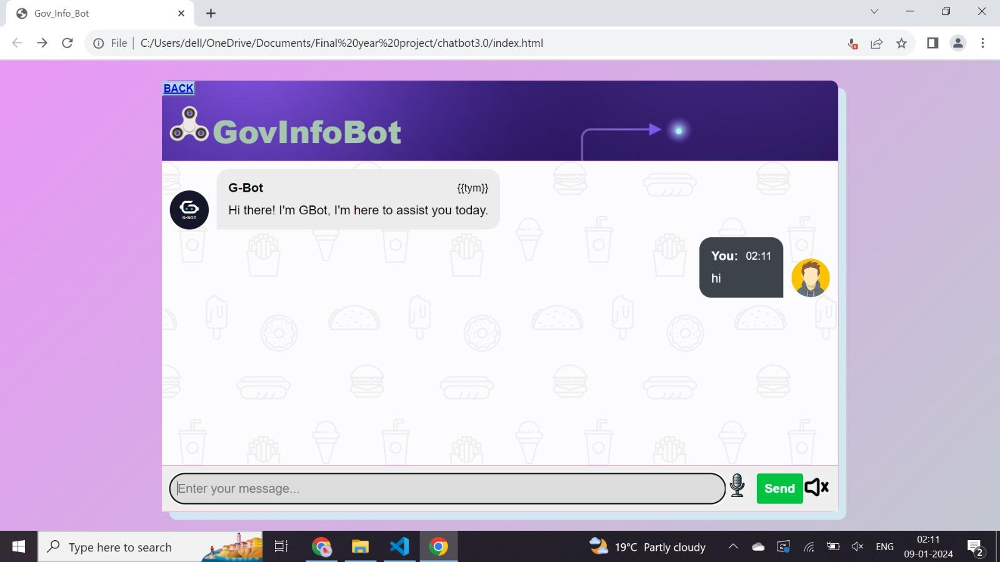 Gov_Info_Bot
File | C:/Users/dell/OneDrive/Documents/Final%20year%20project/chatbot3.0/index.html
BACK
GovInfoBot
G-Bot {{tym}}
Hi there! I'm GBot, I'm here to assist you today.
G-BOT
You: 02:11
hi
Enter your message...
Send
Type here to search
19°C Partly cloudy
ENG
02:11
09-01-2024
2